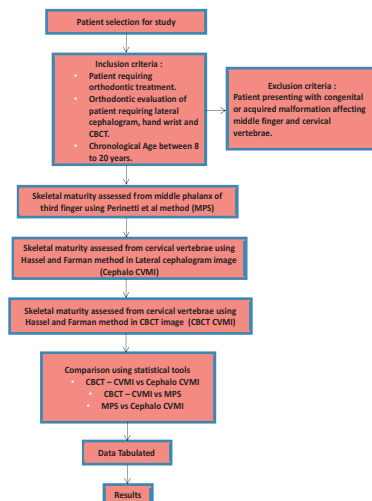 Patient selection for study
Inclusion criteria :
• Patient requiring
orthodontic treatment.
• Orthodontic evaluation of
patient requiring lateral
cephalogram, hand wrist and
CBCT.
• Chronological Age between 8
to 20 years.
Exclusion criteria :
Patient presenting with congenital
or acquired malformation affecting
middle finger and cervical
vertebrae.
Skeletal maturity assessed from middle phalanx of
third finger using Perinetti et al method (MPS)
Skeletal maturity assessed from cervical vertebrae using
Hassel and Farman method in Lateral cephalogram image
(Cephalo CVMI)
Skeletal maturity assessed from cervical vertebrae using
Hassel and Farman method in CBCT image (CBCT CVMI)
Comparison using statistical tools
• CBCT – CVMI vs Cephalo CVMI
• CBCT – CVMI vs MPS
• MPS vs Cephalo CVMI
Data Tabulated
Results